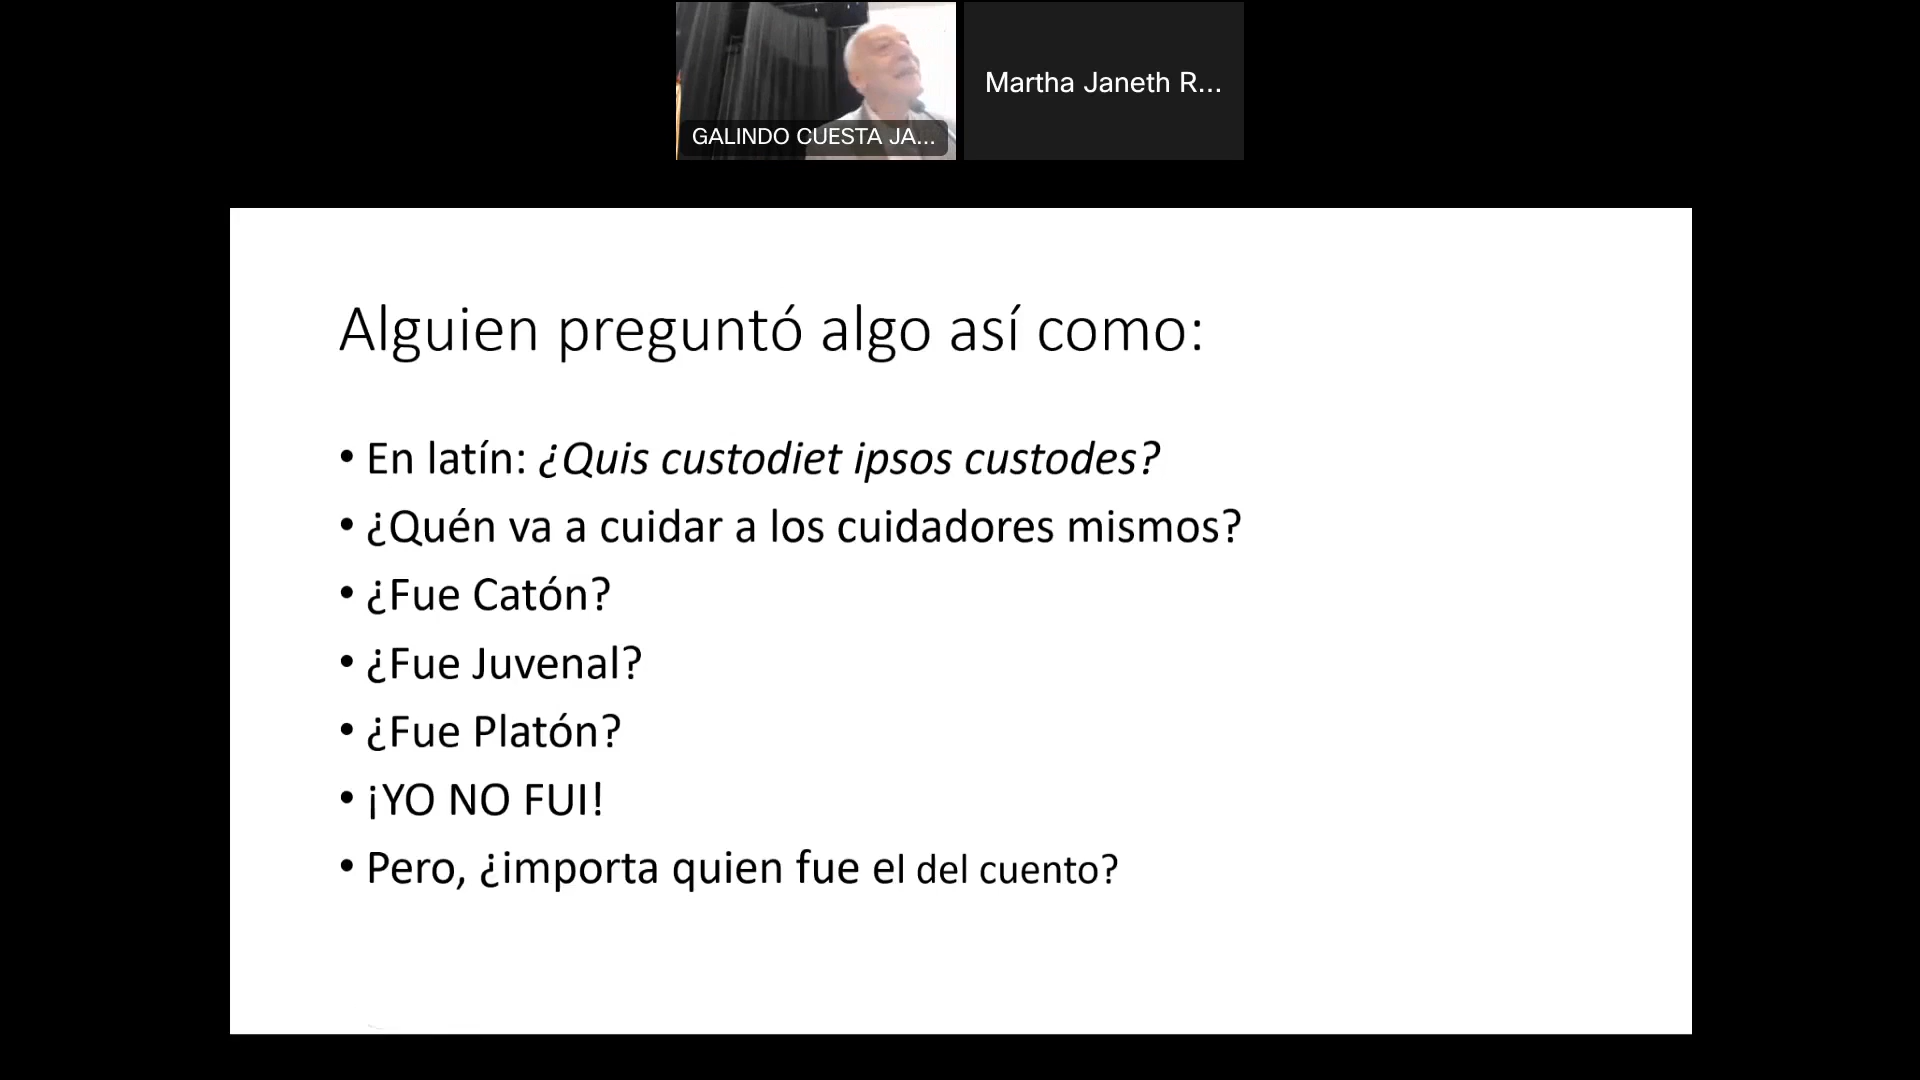 GALINDO CUESTA JA...
Martha Janeth R...
Alguien preguntó algo así como:
• En latín: ¿Quis custodiet ipsos custodes?
• ¿Quén va a cuidar a los cuidadores mismos?
• ¿Fue Catón?
• ¿Fue Juvenal?
• ¿Fue Platón?
• ¡YO NO FUI!
• Pero, ¿importa quien fue el del cuento?